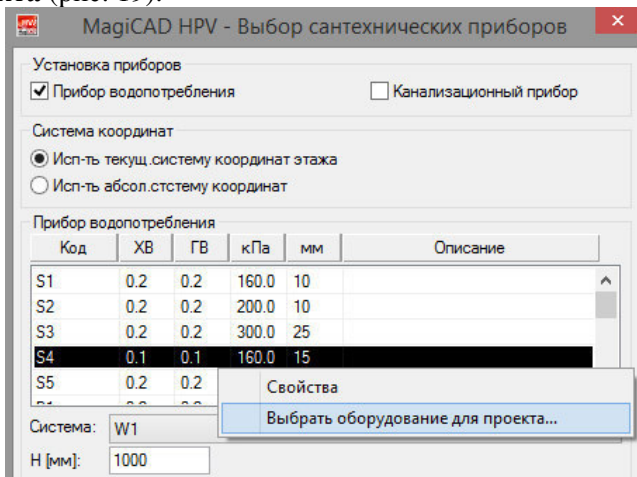 (рис. 19).
MagiCAD HPV - Выбор сантехнических приборов
Установка приборов
Прибор водопотребления Канализационный прибор
Система координат
Исп-ть текущ.систему координат этажа
Исп-ть абсол.стстему координат
Прибор водопотребления
Код ХВ ГВ кПа мм Описание
S1 0.2 0.2 160.0 10
S2 0.2 0.2 200.0 10
S3 0.2 0.2 300.0 25
S4 0.1 0.1 160.0 15
S5 0.2 0.2
Свойства
Выбрать оборудование для проекта...
Система: W1
Н [мм]: 1000